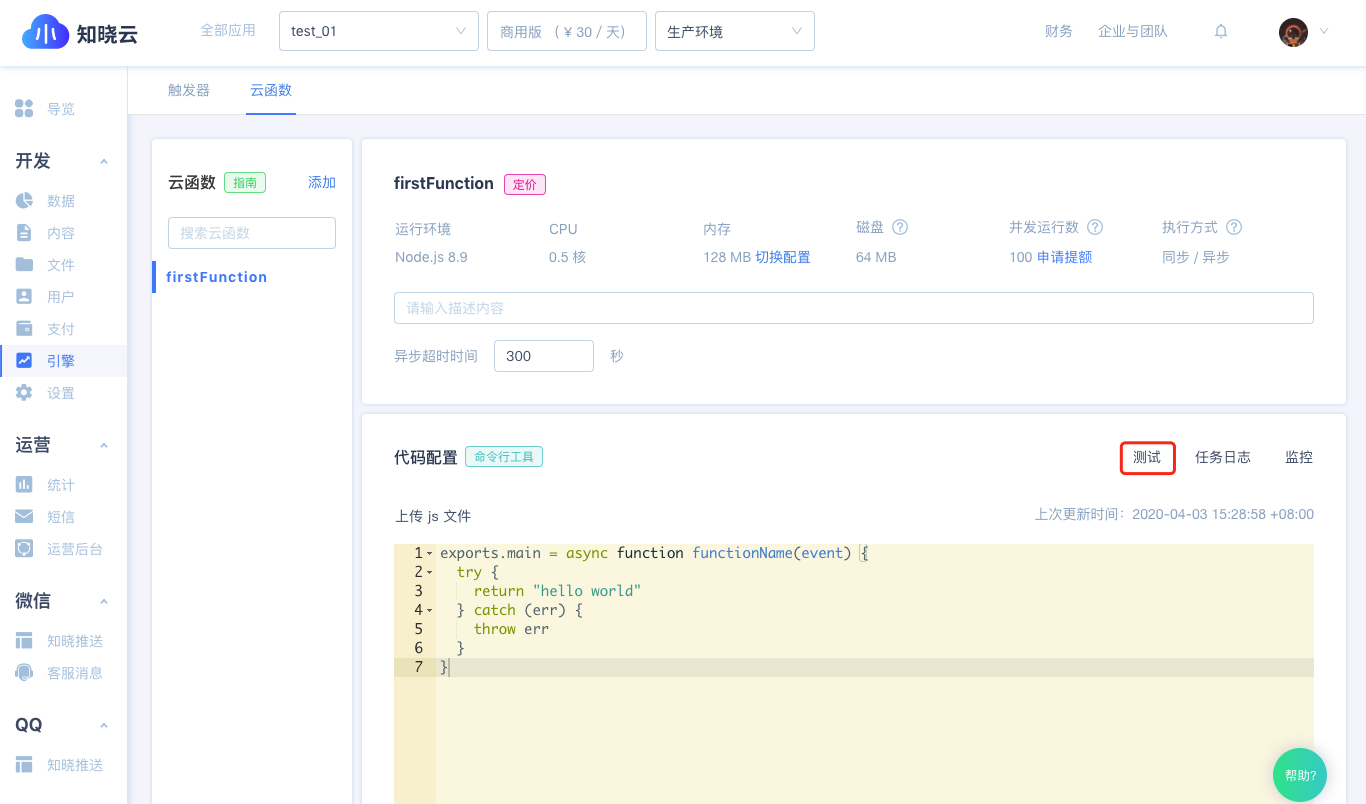 知晓云 全部应用 test_01 商用版 （￥30 / 天） 生产环境 财务 企业与团队
触发器 云函数
导览
开发
数据
内容
文件
用户
支付
引擎
设置
运营
统计
短信
运营后台
微信
知晓推送
客服消息
QQ
知晓推送
云函数 指南 添加
搜索云函数
firstFunction
firstFunction 定价
运行环境 CPU 内存 磁盘 ? 并发运行数 ? 执行方式 ?
Node.js 8.9 0.5 核 128 MB 切换配置 64 MB 100 申请提额 同步 / 异步
请输入描述内容
异步超时时间 300 秒
代码配置 命令行工具 测试 任务日志 监控
上传 js 文件 上次更新时间：2020-04-03 15:28:58 +08:00
1 exports.main = async function functionName(event) {
2 try {
3 return "hello world"
4 } catch (err) {
5 throw err
6 }
7 }
帮助?